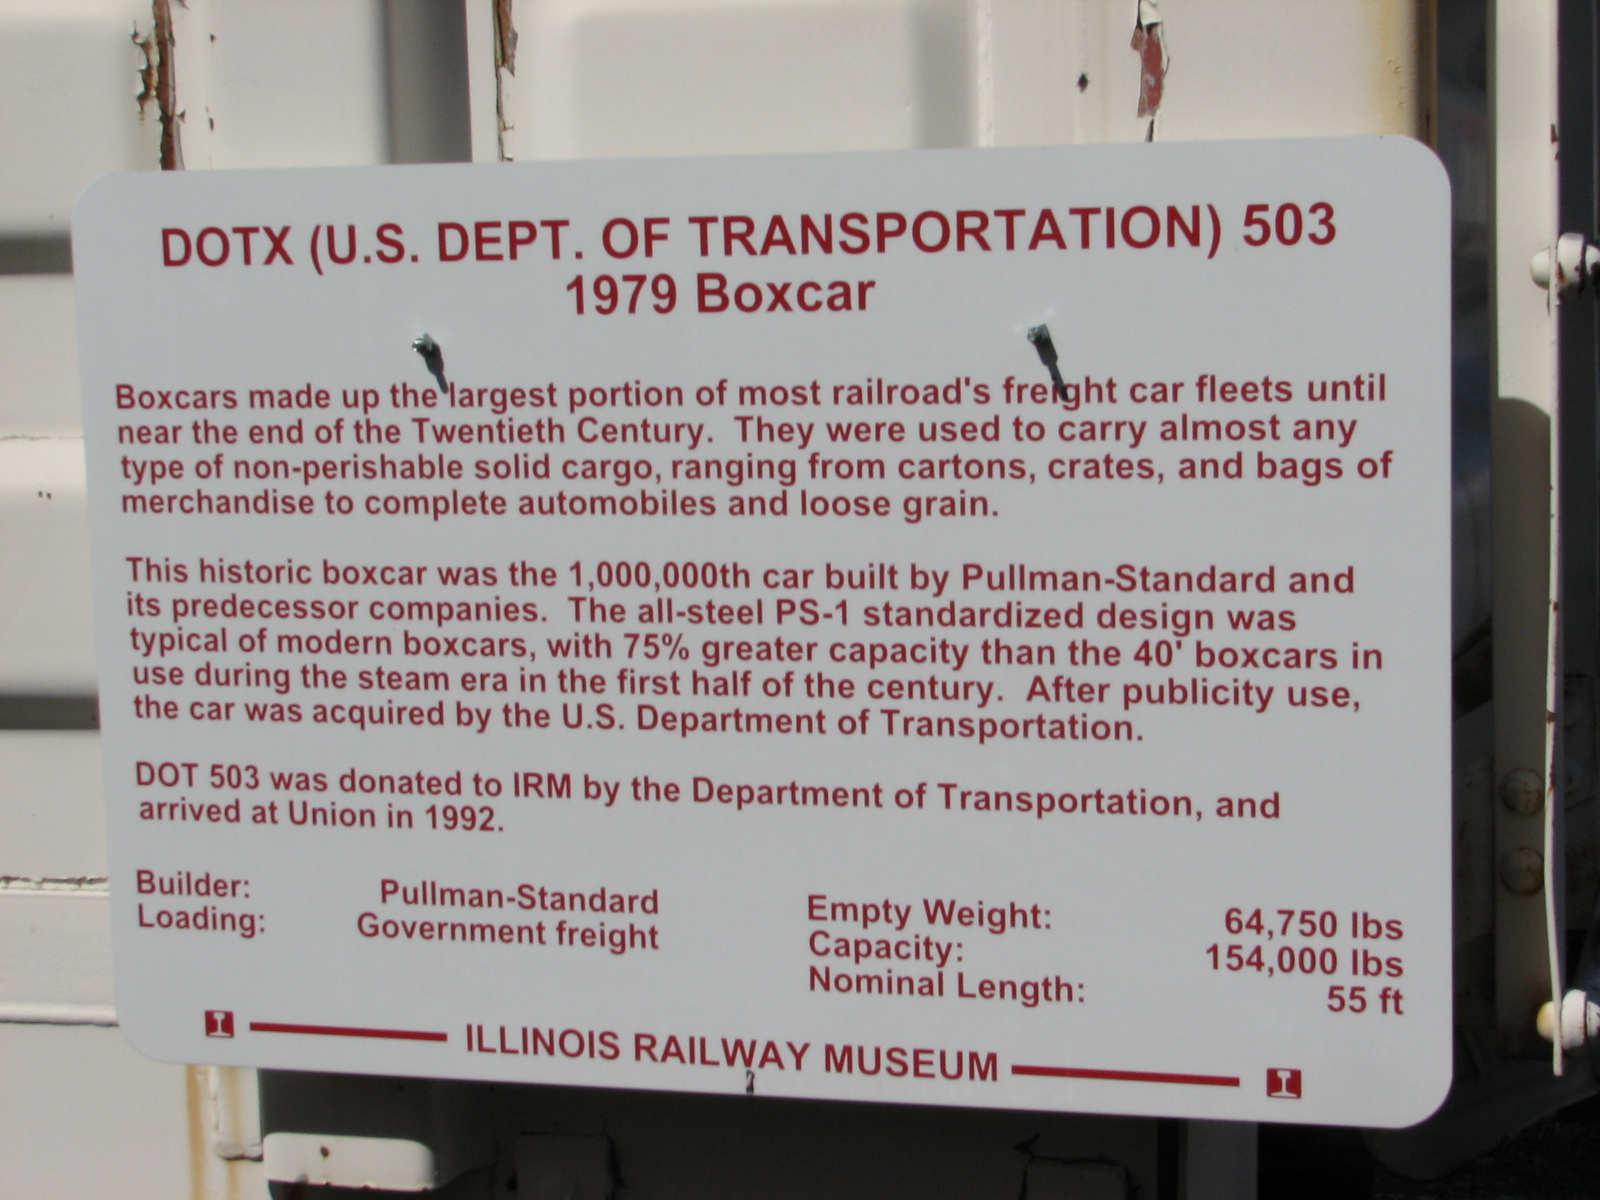 DOTX (U.S. DEPT. OF TRANSPORTATION) 503
1979 Boxcar
Boxcars made up the largest portion of most railroad's freight car fleets until
near the end of the Twentieth Century.  They were used to carry almost any
type of non-perishable solid cargo, ranging from cartons, crates, and bags of
merchandise to complete automobiles and loose grain.
This historic boxcar was the 1,000,000th car built by Pullman-Standard and
its predecessor companies.  The all-steel PS-1 standardized design was
typical of modern boxcars, with 75% greater capacity than the 40' boxcars in
use during the steam era in the first half of the century.  After publicity use,
the car was acquired by the U.S. Department of Transportation.
DOT 503 was donated to IRM by the Department of Transportation, and
arrived at Union in 1992.
Builder: Pullman-Standard
Loading: Government freight
Empty Weight: 64,750 lbs
Capacity: 154,000 lbs
Nominal Length: 55 ft
I ILLINOIS RAILWAY MUSEUM I